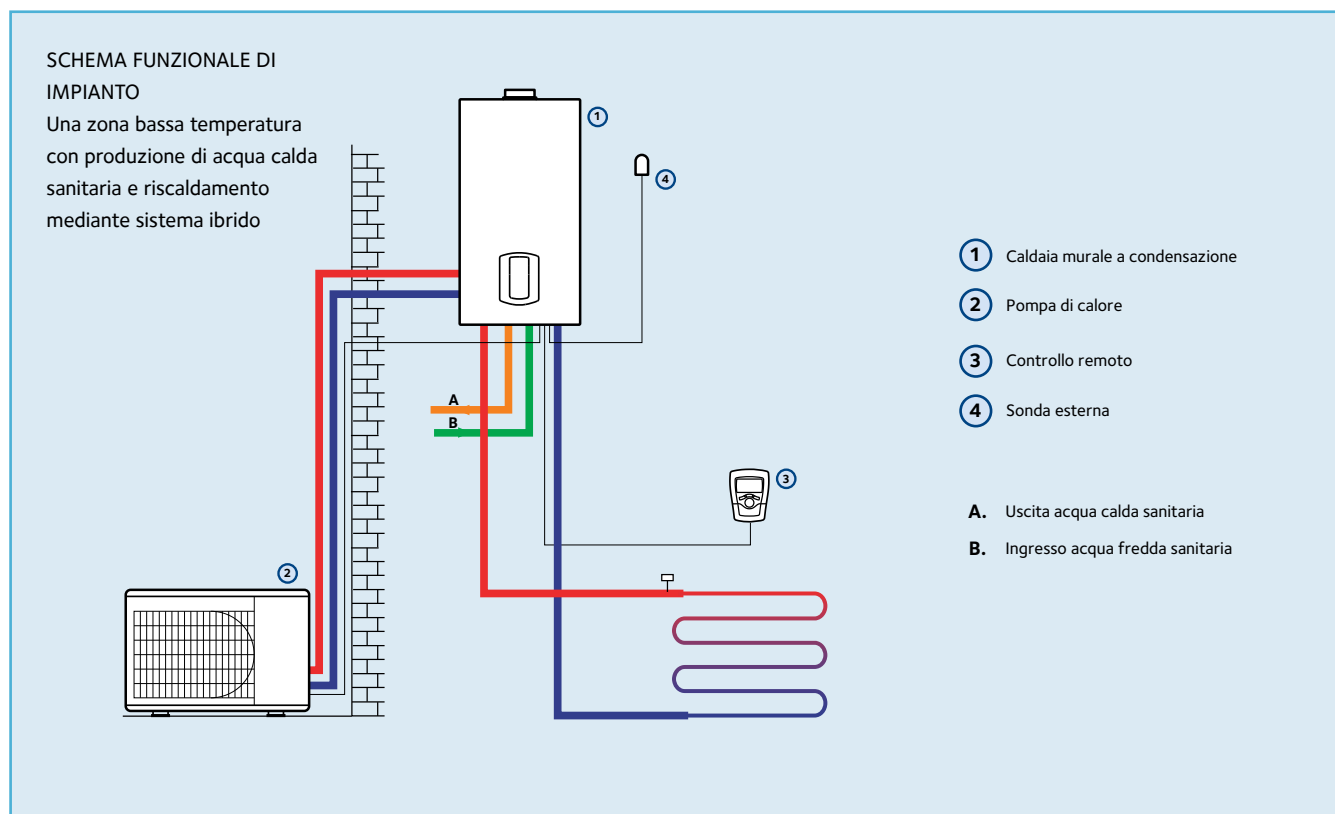 SCHEMA FUNZIONALE DI
IMPIANTO
Una zona bassa temperatura
con produzione di acqua calda
sanitaria e riscaldamento
mediante sistema ibrido
1
4
A
B
3
2
1 Caldaia murale a condensazione
2 Pompa di calore
3 Controllo remoto
4 Sonda esterna
A. Uscita acqua calda sanitaria
B. Ingresso acqua fredda sanitaria